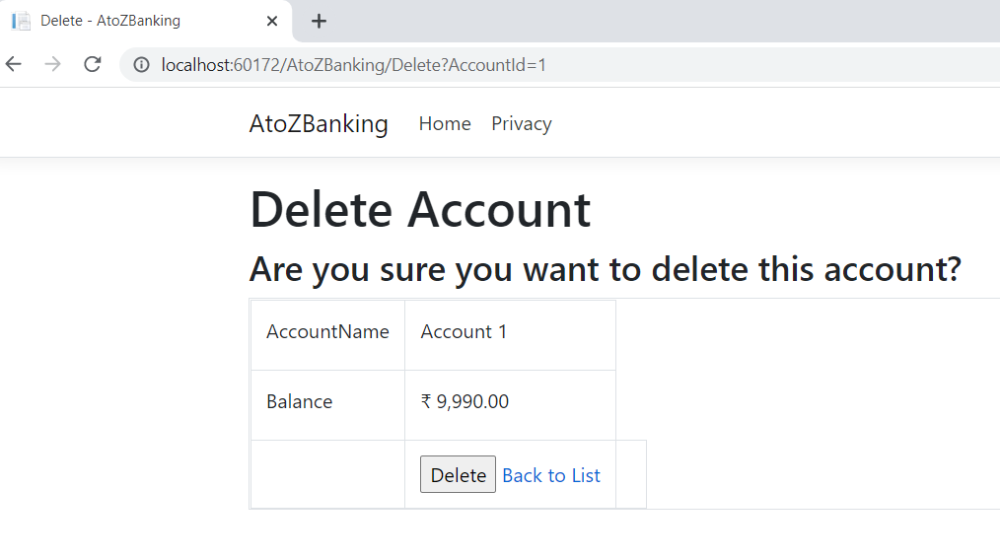 Delete - AtoZBanking
localhost:60172/AtoZBanking/Delete?AccountId=1
AtoZBanking Home Privacy
Delete Account
Are you sure you want to delete this account?
AccountName Account 1
Balance ₹ 9,990.00
Delete Back to List